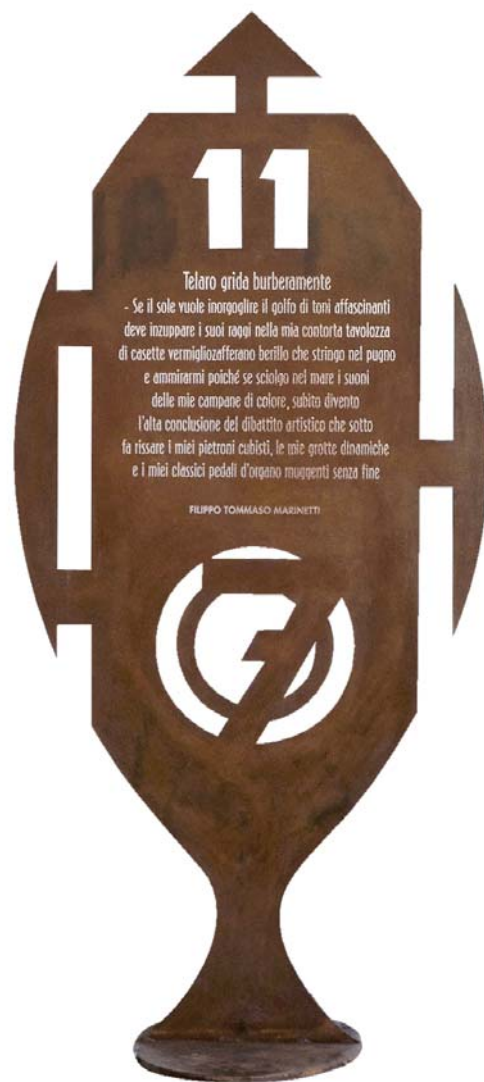 11
Telaro grida burberamente
- Se il sole vuole inorgoglire il golfo di toni affascinanti
deve inzuppare i suoi raggi nella mia contorta tavolozza
di casette vermigliozafferano berillo che stringo nel pugno
e ammirarmi poiché se sciolgo nel mare i suoni
delle mie campane di colore, subito divento
l'alta conclusione del dibattito artistico che sotto
fa rissare i miei pietroni cubisti, le mie grotte dinamiche
e i miei classici pedali d'organo muggenti senza fine
FILIPPO TOMMASO MARINETTI
7